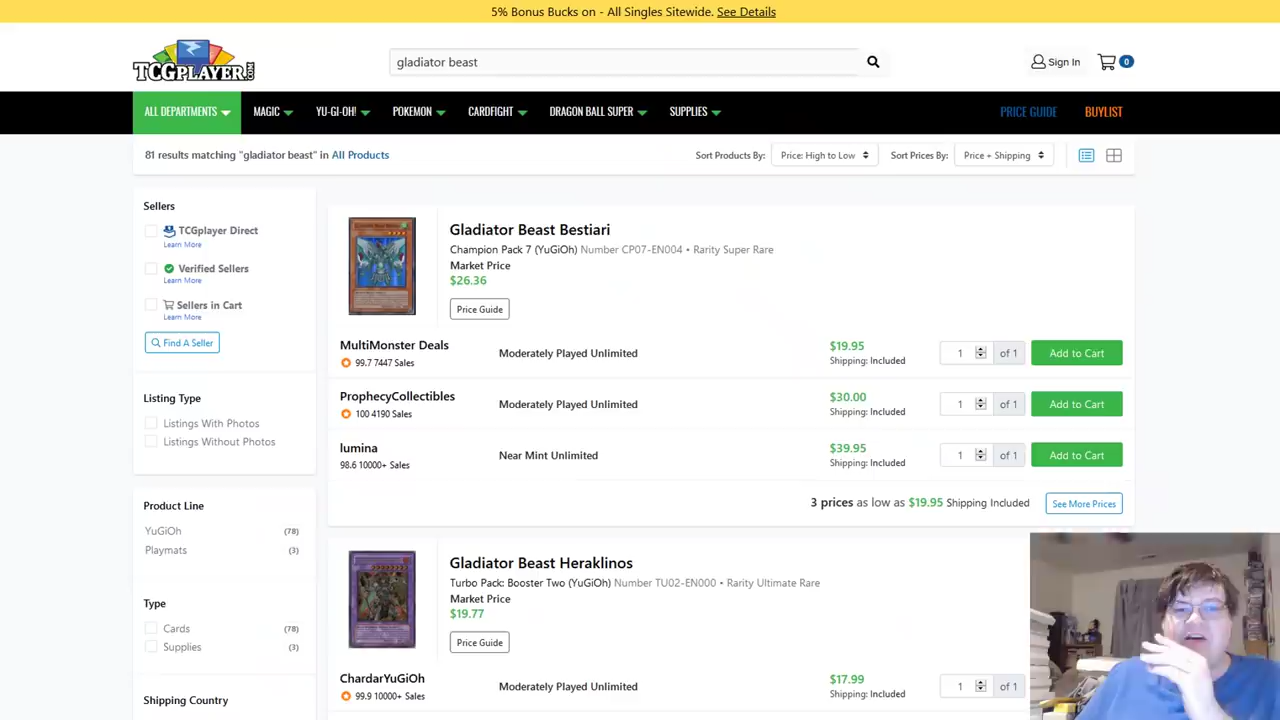 5% Bonus Bucks on - All Singles Sitewide. See Details
TCGPLAYER.COM
gladiator beast
Sign In
0
ALL DEPARTMENTS
MAGIC
YU-GI-OH!
POKEMON
CARDFIGHT
DRAGON BALL SUPER
SUPPLIES
PRICE GUIDE
BUYLIST
81 results matching "gladiator beast" in All Products
Sort Products By: Price: High to Low
Sort Prices By: Price + Shipping
Sellers
TCGplayer Direct
Learn More
Verified Sellers
Learn More
Sellers in Cart
Learn More
Find A Seller
Listing Type
Listings With Photos
Listings Without Photos
Product Line
YuGiOh (78)
Playmats (3)
Type
Cards (78)
Supplies (3)
Shipping Country
Gladiator Beast Bestiari
Champion Pack 7 (YuGiOh) Number CP07-EN004 • Rarity Super Rare
Market Price
$26.36
Price Guide
MultiMonster Deals
99.7 7447 Sales
Moderately Played Unlimited
$19.95
Shipping: Included
1 of 1
Add to Cart
ProphecyCollectibles
100 4190 Sales
Moderately Played Unlimited
$30.00
Shipping: Included
1 of 1
Add to Cart
lumina
98.6 10000+ Sales
Near Mint Unlimited
$39.95
Shipping: Included
1 of 1
Add to Cart
3 prices as low as $19.95 Shipping Included
See More Prices
Gladiator Beast Heraklinos
Turbo Pack: Booster Two (YuGiOh) Number TU02-EN000 • Rarity Ultimate Rare
Market Price
$19.77
Price Guide
ChardarYuGiOh
99.9 10000+ Sales
Moderately Played Unlimited
$17.99
Shipping: Included
1 of 1